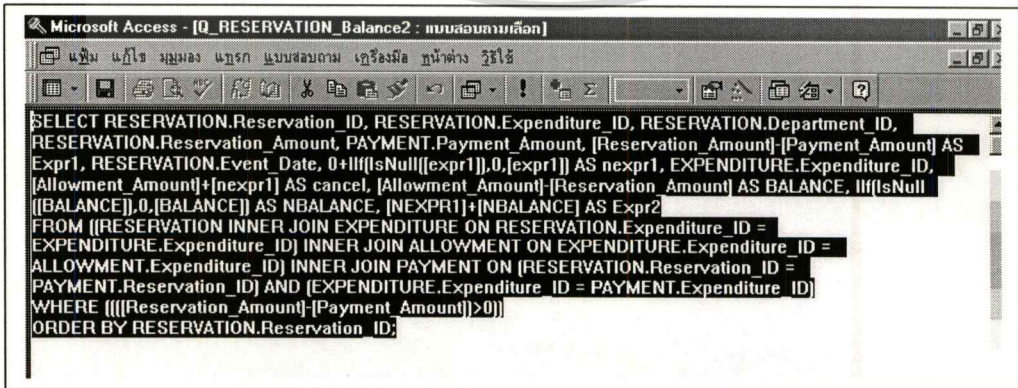 Microsoft Access - [Q_RESERVATION_Balance2 : แบบสอบถามเลือก]
แฟ้ม แก้ไข มุมมอง แทรก แบบสอบถาม เครื่องมือ หน้าต่าง วิธีใช้
SELECT RESERVATION.Reservation_ID, RESERVATION.Expenditure_ID, RESERVATION.Department_ID,
RESERVATION.Reservation_Amount, PAYMENT.Payment_Amount, [Reservation_Amount]-[Payment_Amount] AS
Expr1, RESERVATION.Event_Date, 0+IIf(IsNull([expr1]),0,[expr1]) AS nexpr1, EXPENDITURE.Expenditure_ID,
[Allowment_Amount]+[nexpr1] AS cancel, [Allowment_Amount]-[Reservation_Amount] AS BALANCE, IIf(IsNull
([BALANCE]),0,[BALANCE]) AS NBALANCE, [NEXPR1]+[NBALANCE] AS Expr2
FROM ((RESERVATION INNER JOIN EXPENDITURE ON RESERVATION.Expenditure_ID =
EXPENDITURE.Expenditure_ID) INNER JOIN ALLOWMENT ON EXPENDITURE.Expenditure_ID =
ALLOWMENT.Expenditure_ID) INNER JOIN PAYMENT ON (RESERVATION.Reservation_ID =
PAYMENT.Reservation_ID) AND (EXPENDITURE.Expenditure_ID = PAYMENT.Expenditure_ID)
WHERE ((([Reservation_Amount]-[Payment_Amount])>0))
ORDER BY RESERVATION.Reservation_ID;